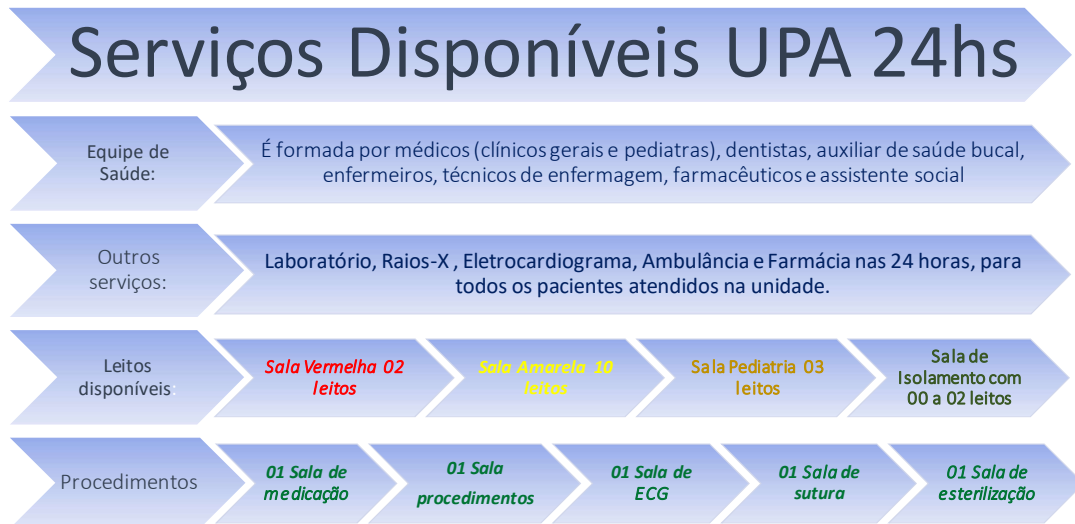 Serviços Disponíveis UPA 24hs
Equipe de
Saúde:
É formada por médicos (clínicos gerais e pediatras), dentistas, auxiliar de saúde bucal,
enfermeiros, técnicos de enfermagem, farmacêuticos e assistente social
Outros
serviços:
Laboratório, Raios-X , Eletrocardiograma, Ambulância e Farmácia nas 24 horas, para
todos os pacientes atendidos na unidade.
Leitos
disponíveis:
Sala Vermelha 02
leitos
Sala Amarela 10
leitos
Sala Pediatria 03
leitos
Sala de
Isolamento com
00 a 02 leitos
Procedimentos
01 Sala de
medicação
01 Sala
procedimentos
01 Sala de
ECG
01 Sala de
sutura
01 Sala de
esterilização